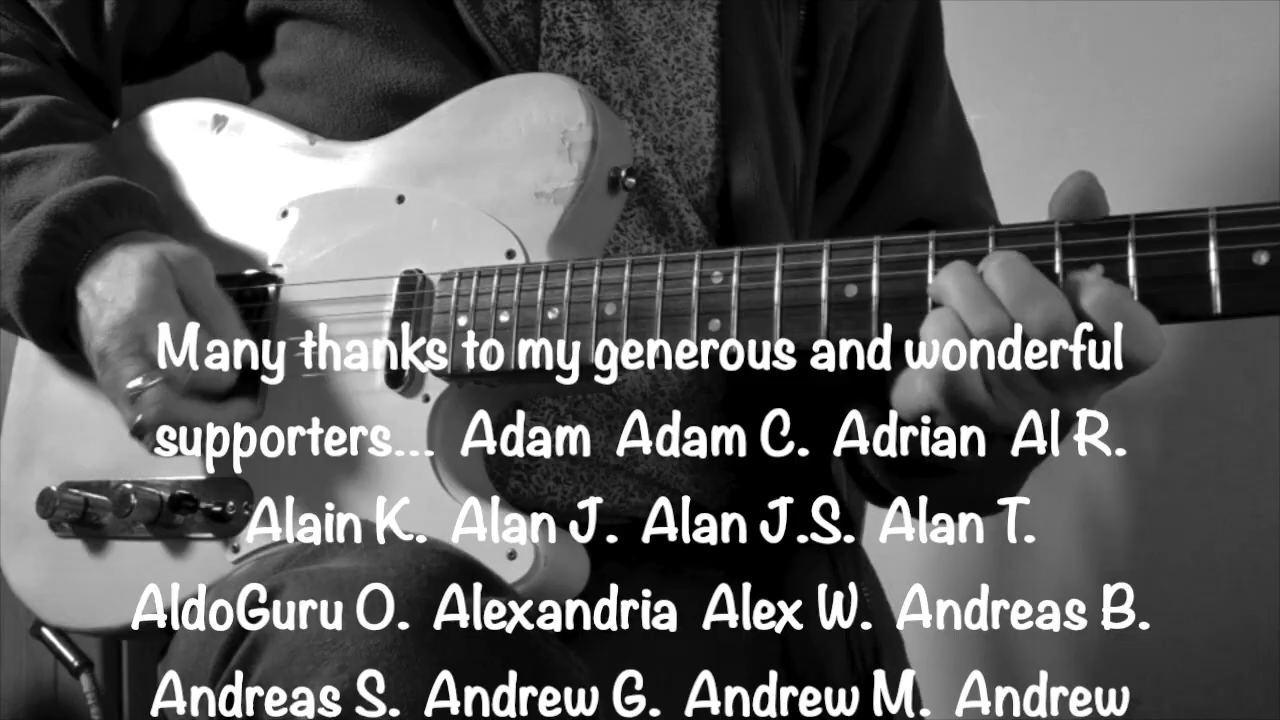 Many thanks to my generous and wonderful
supporters... Adam Adam C. Adrian Al R.
Alain K. Alan J. Alan J.S. Alan T.
AldoGuru O. Alexandria Alex W. Andreas B.
Andreas S. Andrew G. Andrew M. Andrew